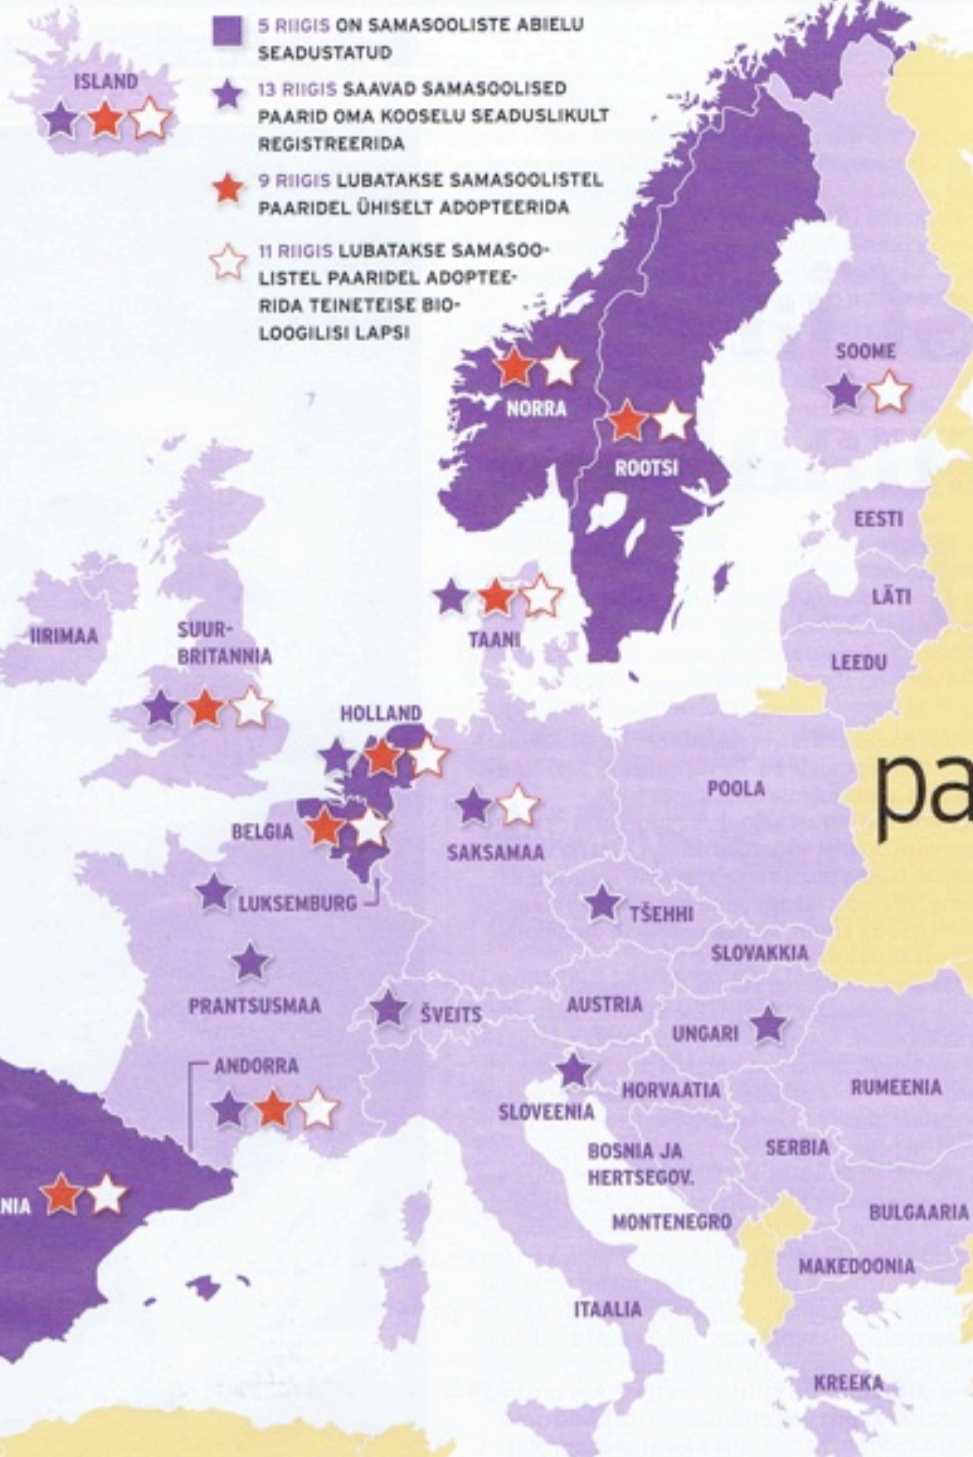 5 RIIGIS ON SAMASOOLISTE ABIELU
SEADUSTATUD
13 RIIGIS SAAVAD SAMASOOLISED
PAARID OMA KOOSELU SEADUSLIKULT
REGISTREERIDA
9 RIIGIS LUBATAKSE SAMASOOLISTEL
PAARIDEL ÜHISELT ADOPTEERIDA
11 RIIGIS LUBATAKSE SAMASOO-
LISTEL PAARIDEL ADOPTEE-
RIDA TEINETEISE BIO-
LOOGILISI LAPSI
ISLAND
SOOME
NORRA
ROOTSI
EESTI
LÄTI
LEEDU
IIRIMAA
SUUR-
BRITANNIA
TAANI
HOLLAND
BELGIA
SAKSAMAA
POOLA
pa
LUKSEMBURG
TŠEHHI
SLOVAKKIA
PRANTSUSMAA
ŠVEITS
AUSTRIA
UNGARI
ANDORRA
SLOVEENIA
HORVAATIA
RUMEENIA
BOSNIA JA
HERTSEGOV.
SERBIA
NIA
MONTENEGRO
BULGAARIA
MAKEDOONIA
ITAALIA
KREEKA